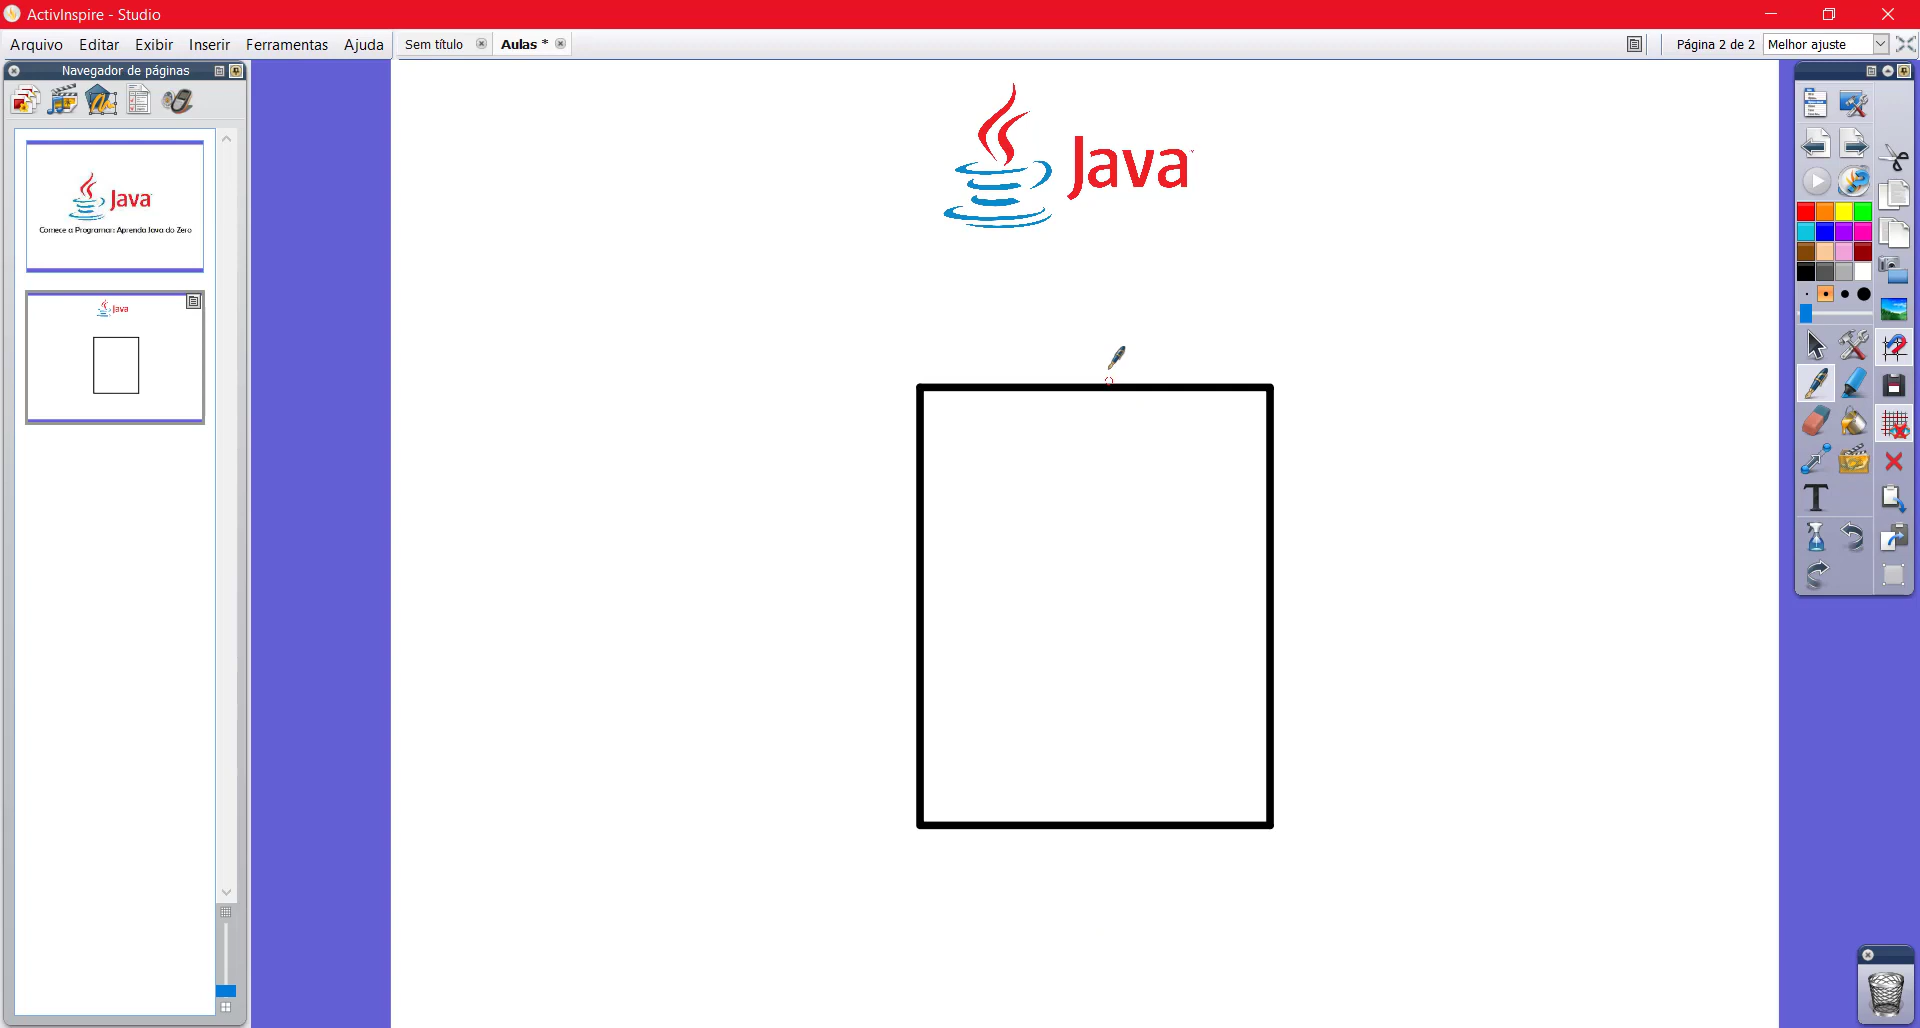 ActivInspire - Studio
Arquivo Editar Exibir Inserir Ferramentas Ajuda
Sem título
Aulas *
Página 2 de 2
Melhor ajuste
Navegador de páginas
Java
Comece a Programar: Aprenda Java do Zero
Java
Java
T